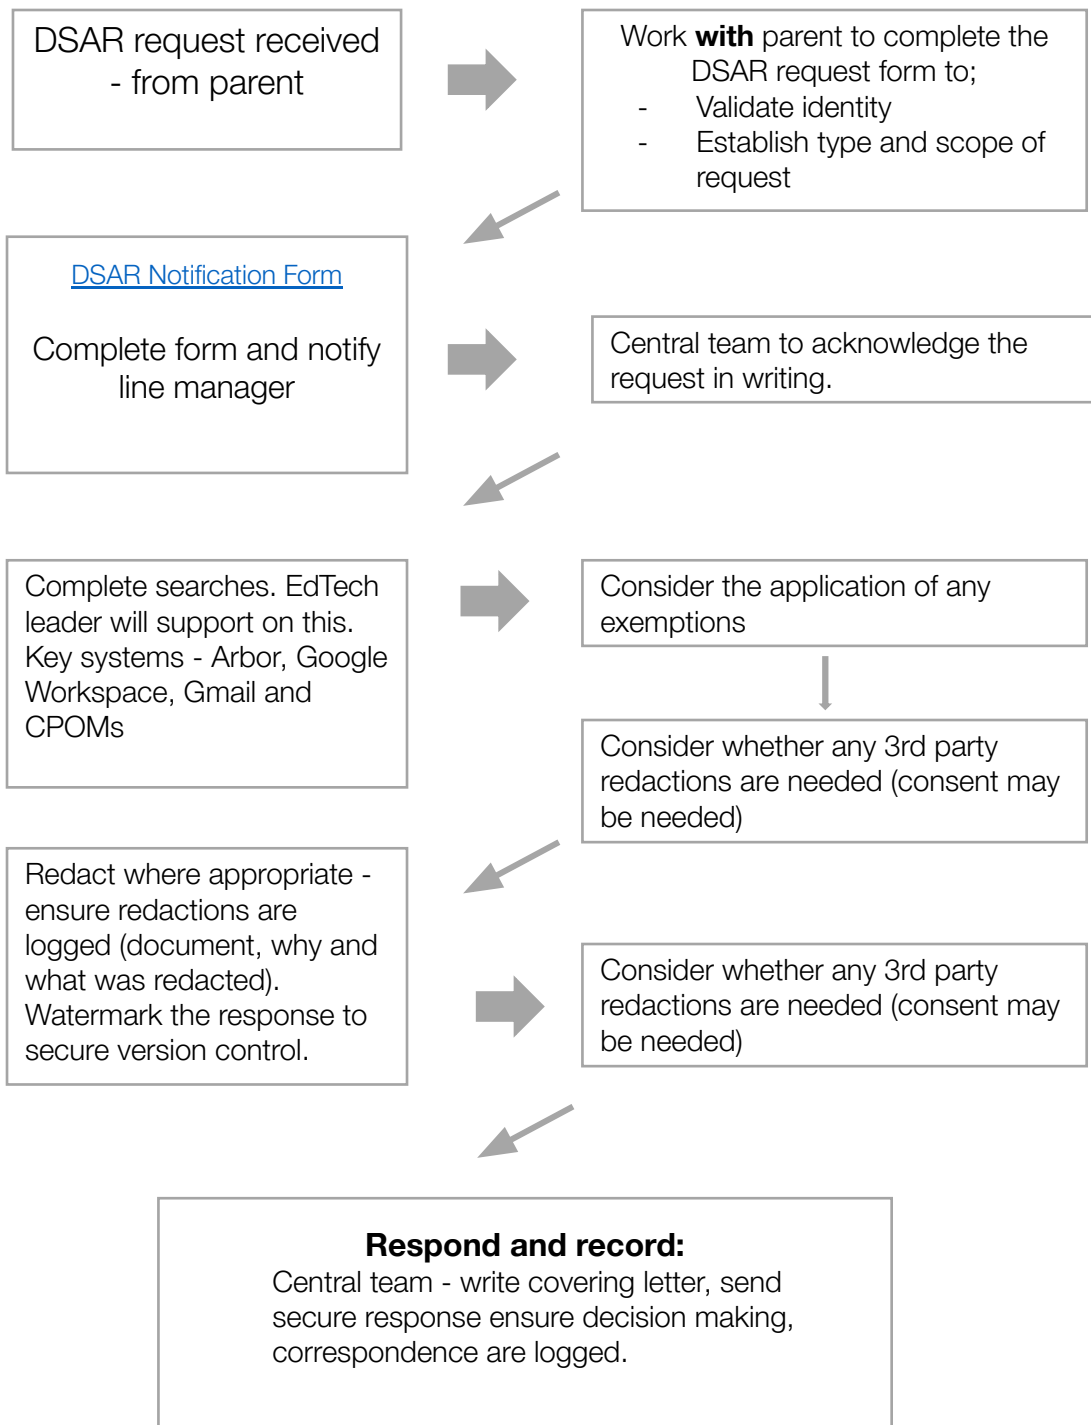 DSAR request received
- from parent
Work with parent to complete the
DSAR request form to;
- Validate identity
- Establish type and scope of
request
DSAR Notification Form
Complete form and notify
line manager
Central team to acknowledge the
request in writing.
Complete searches. EdTech
leader will support on this.
Key systems - Arbor, Google
Workspace, Gmail and
CPOMs
Consider the application of any
exemptions
Consider whether any 3rd party
redactions are needed (consent may
be needed)
Redact where appropriate -
ensure redactions are
logged (document, why and
what was redacted).
Watermark the response to
secure version control.
Consider whether any 3rd party
redactions are needed (consent may
be needed)
Respond and record:
Central team - write covering letter, send
secure response ensure decision making,
correspondence are logged.